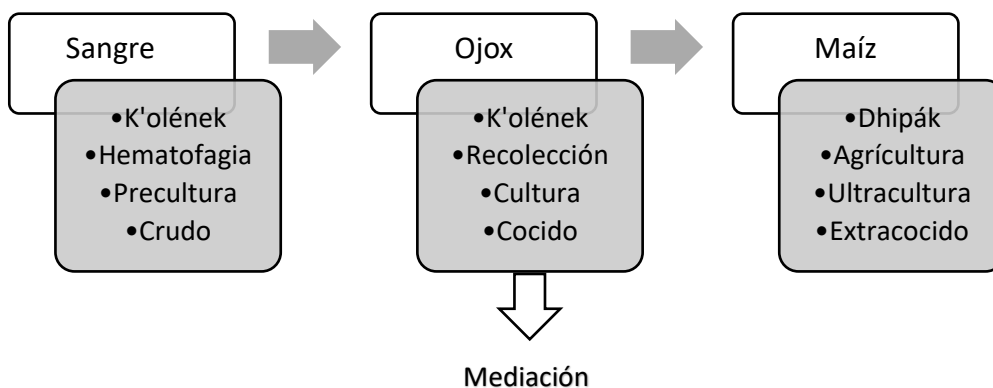 Sangre
•K'olének
•Hematofagia
•Precultura
•Crudo
Ojox
•K'olének
•Recolección
•Cultura
•Cocido
Maíz
•Dhipák
•Agrícultura
•Ultracultura
•Extracocido
Mediación